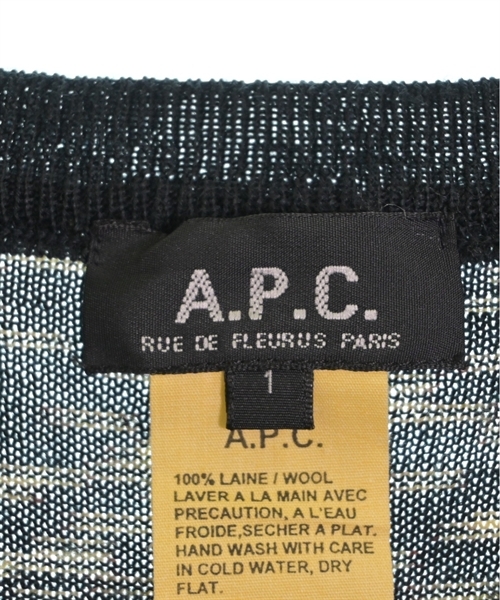 A.P.C.
RUE DE FLEURUS PARIS
1
A.P.C.
100% LAINE / WOOL
LAVER A LA MAIN AVEC
PRECAUTION, A L'EAU
FROIDE,SECHER A PLAT.
HAND WASH WITH CARE
IN COLD WATER, DRY
FLAT.